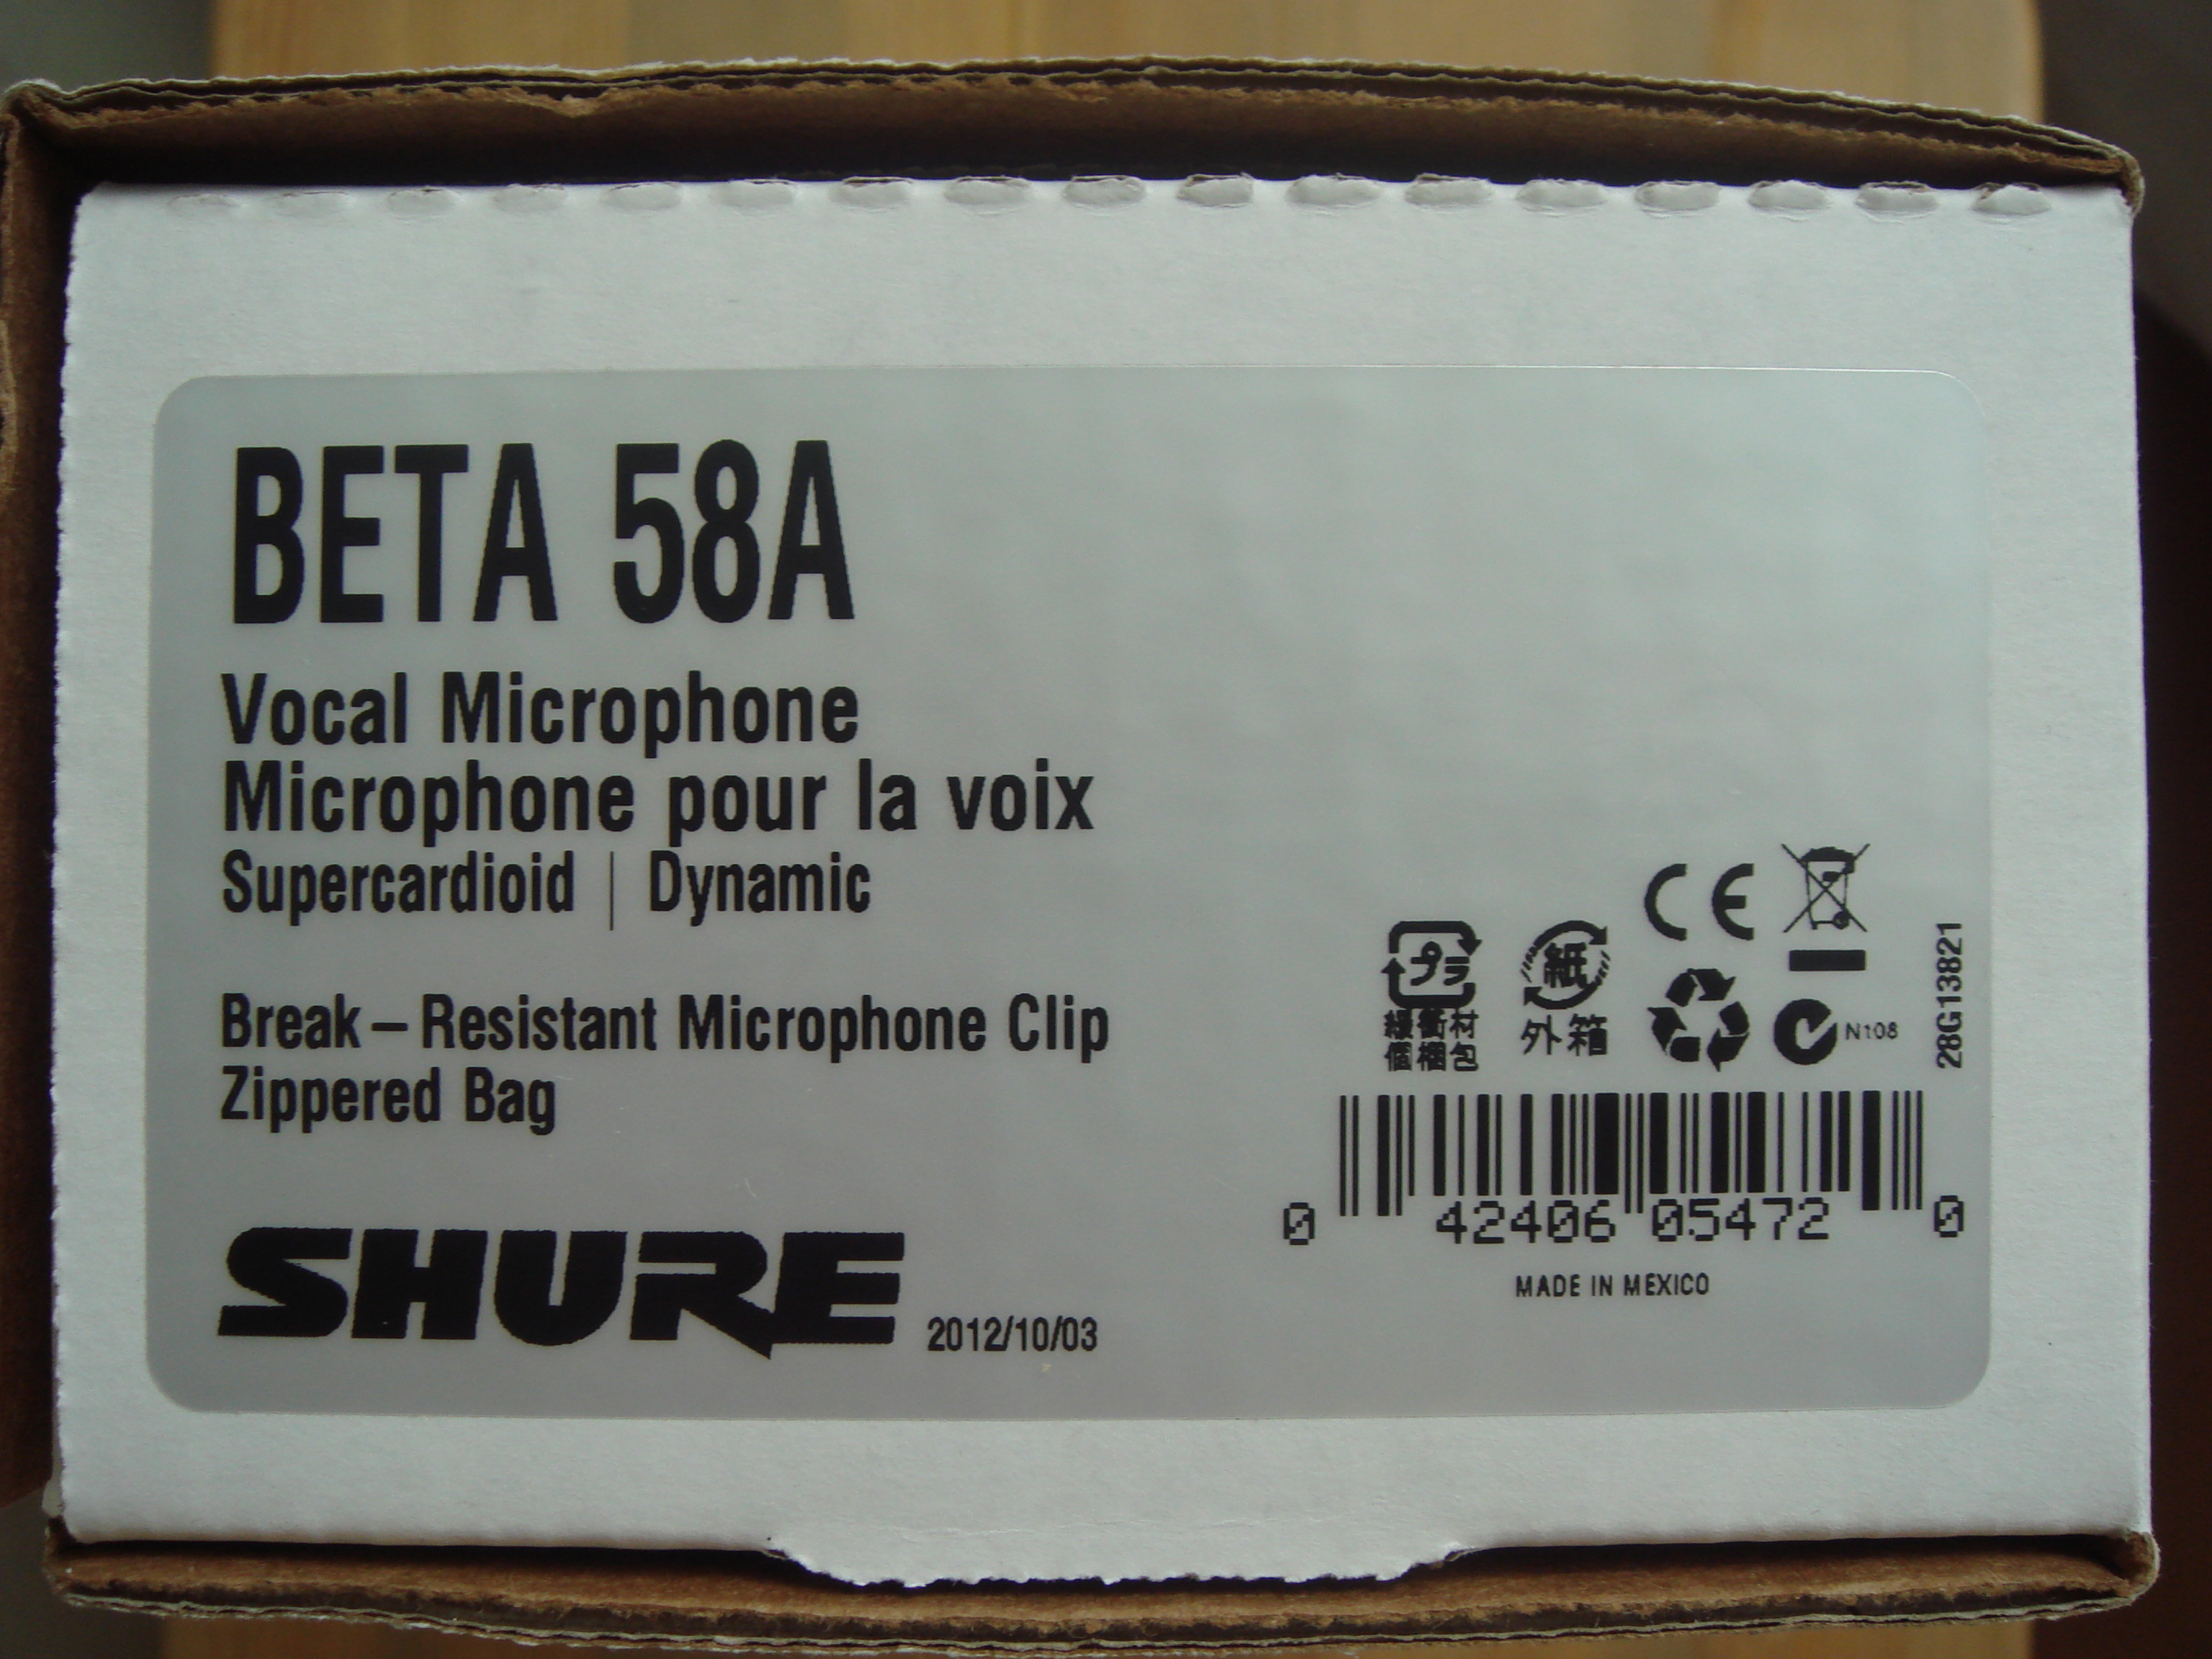 BETA 58A
Vocal Microphone
Microphone pour la voix
Supercardioid | Dynamic
Break–Resistant Microphone Clip
Zippered Bag
SHURE 2012/10/03
プラ
緩衝材
個梱包
紙
外箱
CE
N108
28G13821
0 42406 05472 0
MADE IN MEXICO